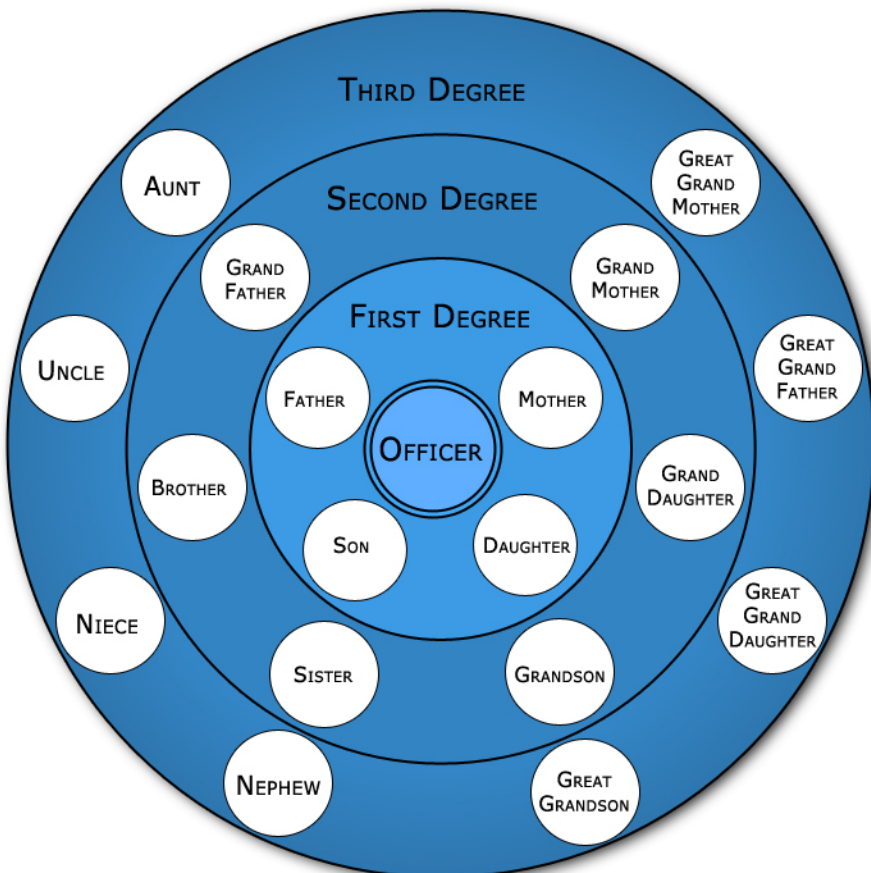 Third Degree
Aunt
Great
Grand
Mother
Second Degree
Grand
Father
Grand
Mother
First Degree
Uncle
Great
Grand
Father
Father
Mother
Officer
Brother
Grand
Daughter
Son
Daughter
Niece
Great
Grand
Daughter
Sister
Grandson
Nephew
Great
Grandson